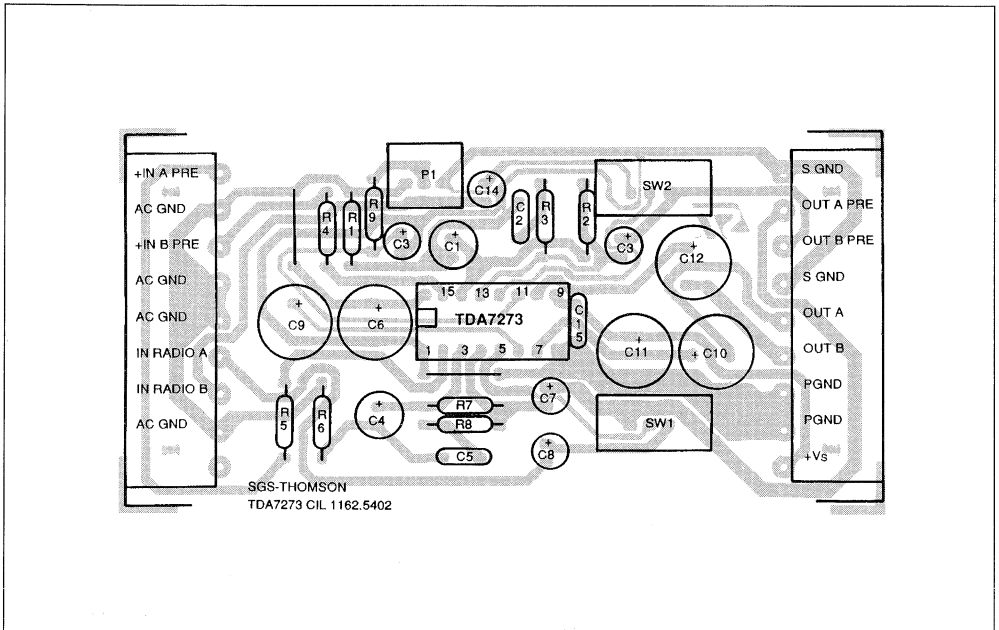 +IN A PRE
AC GND
+IN B PRE
AC GND
AC GND
IN RADIO A
IN RADIO B
AC GND
P1
+
C14
SW2
R4
R1
R9
+
C3
+
C1
C2
R3
R2
+
C3
+
C12
+
C9
+
C6
15 13 11 9
TDA7273
1 3 5 7
C15
+
C11
+ C10
R5
R6
+
C4
R7
R8
C5
+
C7
+
C8
SW1
S GND
OUT A PRE
OUT B PRE
S GND
OUT A
OUT B
PGND
PGND
+Vs
SGS-THOMSON
TDA7273 CIL 1162.5402